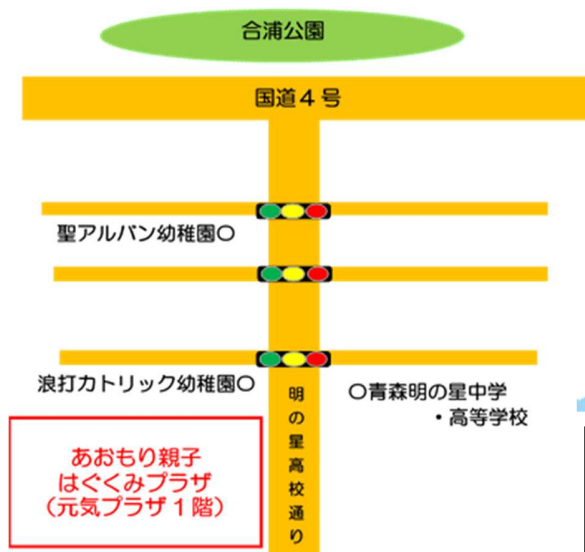 合浦公園
国道４号
聖アルバン幼稚園〇
浪打カトリック幼稚園〇
明の星高校通り
〇青森明の星中学
・高等学校
あおもり親子
はぐくみプラザ
（元気プラザ１階）